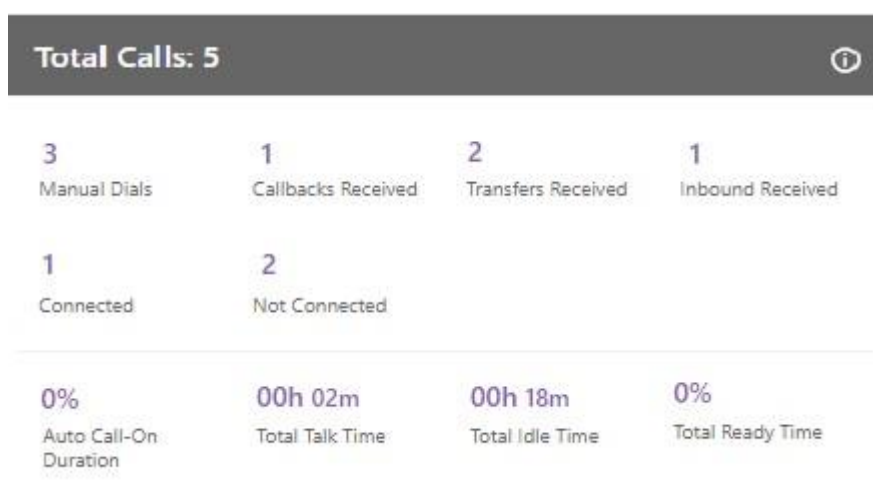 Total Calls: 5
3 1 2 1
Manual Dials Callbacks Received Transfers Received Inbound Received
1 2
Connected Not Connected
0% 00h 02m 00h 18m 0%
Auto Call-On Total Talk Time Total Idle Time Total Ready Time
Duration